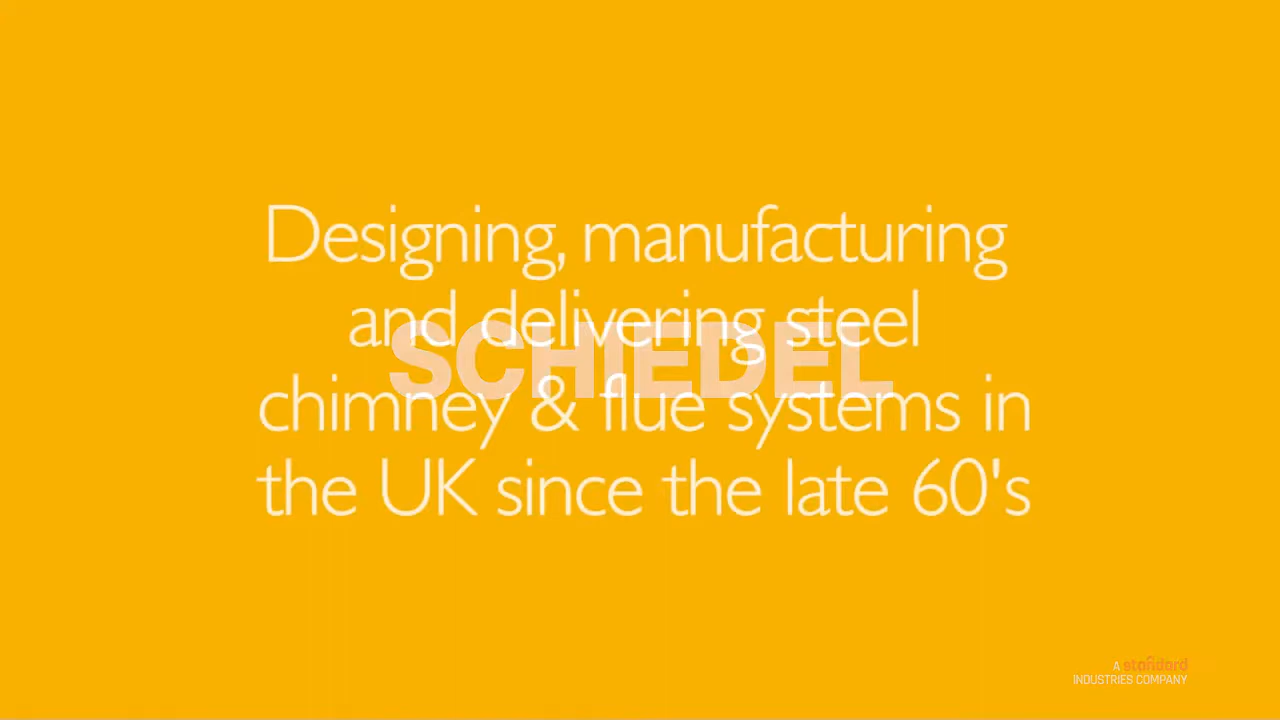 Designing, manufacturing
and delivering steel
SCHIEDEL
chimney & flue systems in
the UK since the late 60's
A standard
INDUSTRIES COMPANY